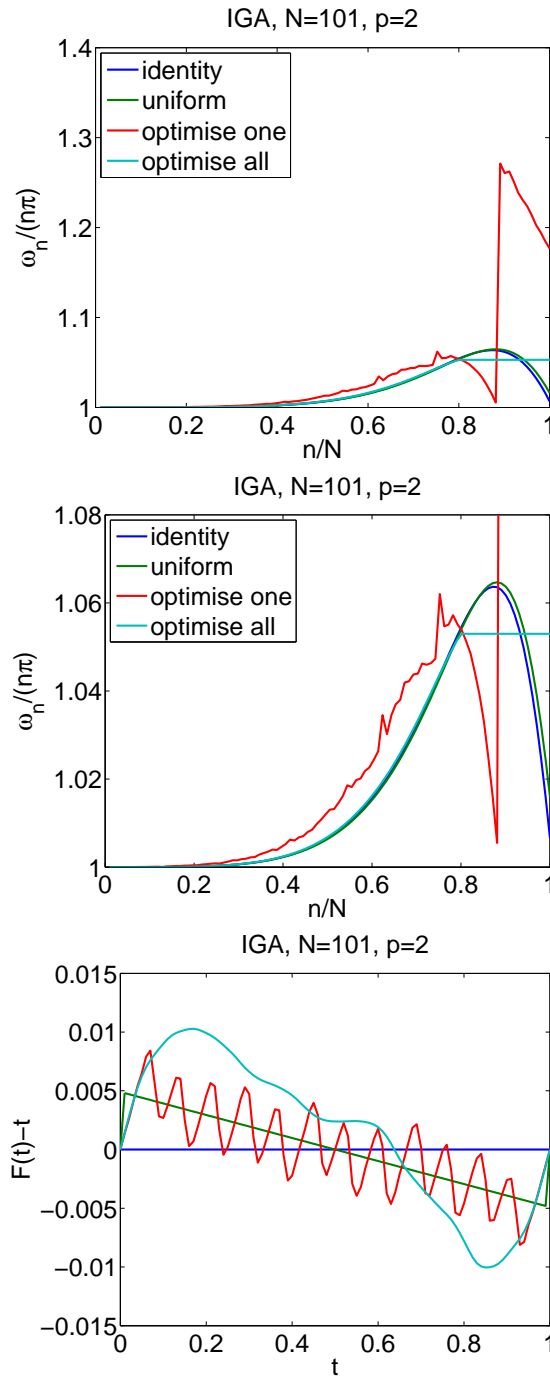 IGA, N=101, p=2
1.4
identity
uniform
optimise one
optimise all
1.3
1.2
1.1
1
ωn/(nπ)
0 0.2 0.4 0.6 0.8 1
n/N
IGA, N=101, p=2
1.08
identity
uniform
optimise one
optimise all
1.06
1.04
1.02
1
ωn/(nπ)
0 0.2 0.4 0.6 0.8 1
n/N
IGA, N=101, p=2
0.015
0.01
0.005
0
−0.005
−0.01
−0.015
F(t)−t
0 0.2 0.4 0.6 0.8 1
t